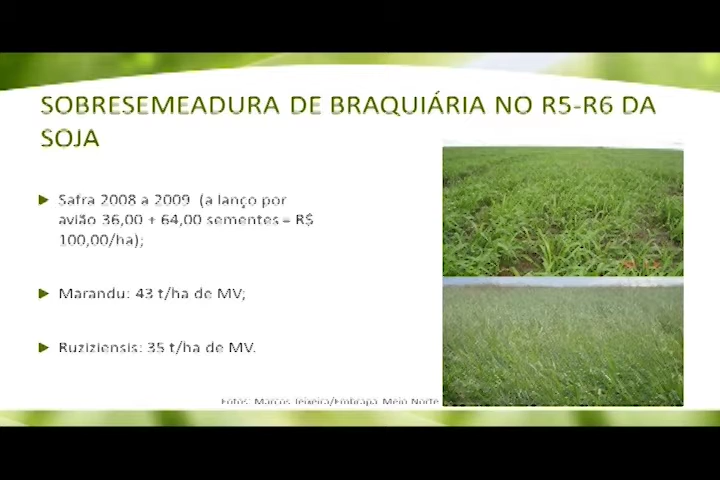 SOBRESEMEADURA DE BRAQUIÁRIA NO R5-R6 DA
SOJA
Safra 2008 a 2009 (a lanço por
avião 36,00 + 64,00 sementes = R$
100,00/ha);
Marandu: 43 t/ha de MV;
Ruziziensis: 35 t/ha de MV.
Fotos: Marcos Teixeira/Embrapa Meio Norte